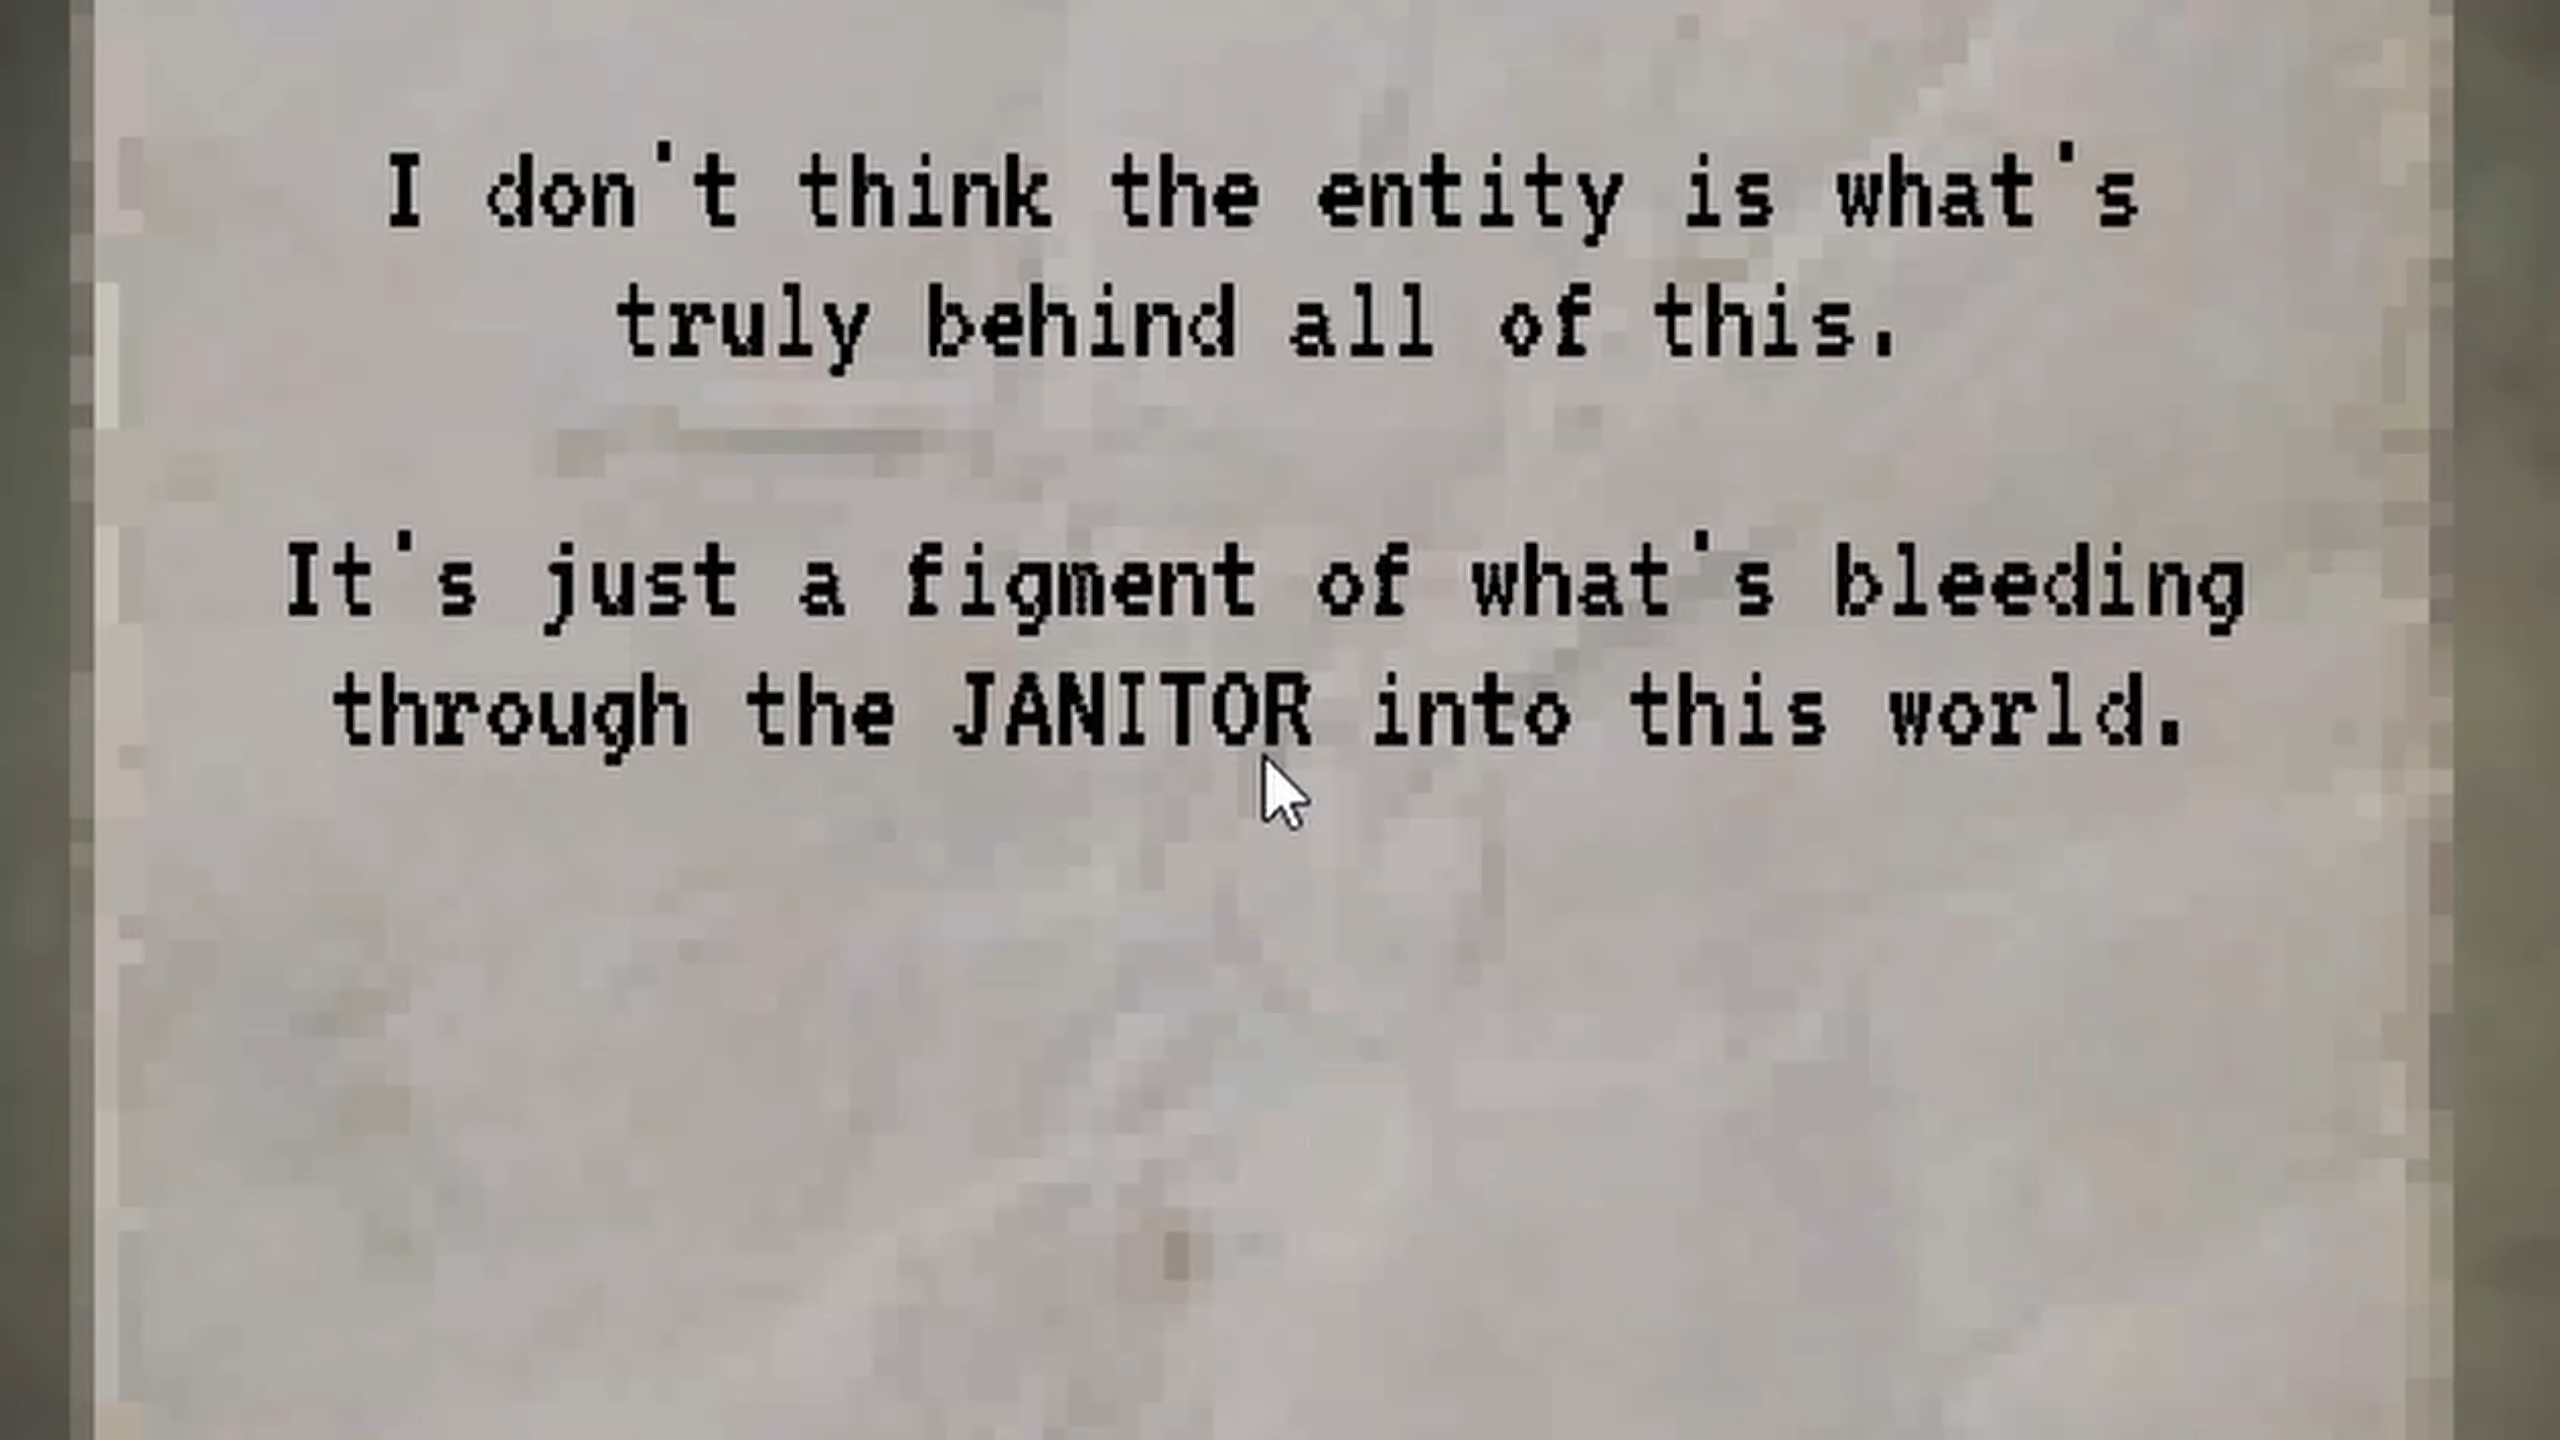 I don't think the entity is what's
truly behind all of this.
It's just a figment of what's bleeding
through the JANITOR into this world.